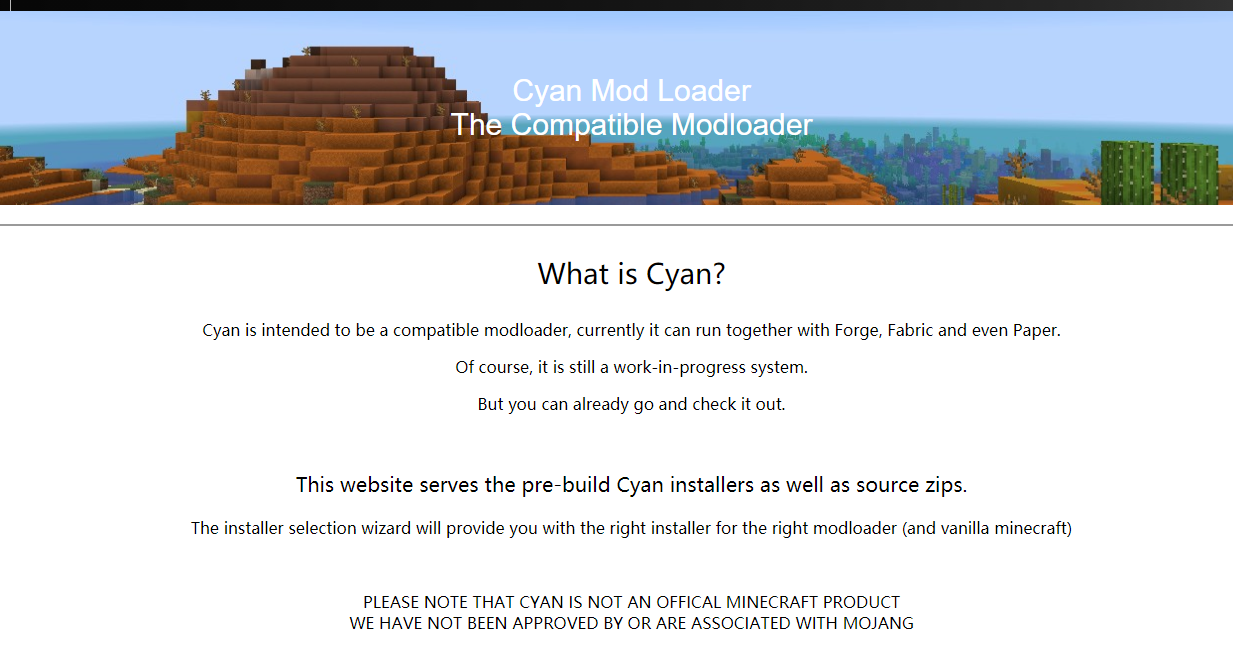 Cyan Mod Loader
The Compatible Modloader
What is Cyan?
Cyan is intended to be a compatible modloader, currently it can run together with Forge, Fabric and even Paper.
Of course, it is still a work-in-progress system.
But you can already go and check it out.
This website serves the pre-build Cyan installers as well as source zips.
The installer selection wizard will provide you with the right installer for the right modloader (and vanilla minecraft)
PLEASE NOTE THAT CYAN IS NOT AN OFFICAL MINECRAFT PRODUCT
WE HAVE NOT BEEN APPROVED BY OR ARE ASSOCIATED WITH MOJANG